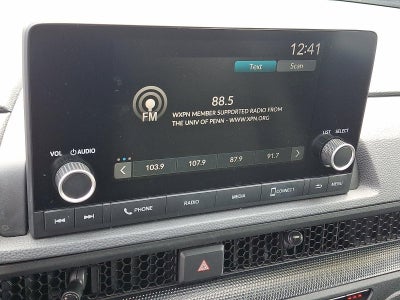 12:41
Text Scan
FM
88.5
WXPN MEMBER SUPPORTED RADIO FROM
THE UNIV OF PENN - WWW.XPN.ORG
VOL AUDIO
LIST SELECT
103.9 107.9 87.9 91.7
PHONE RADIO MEDIA CONNECT MENU